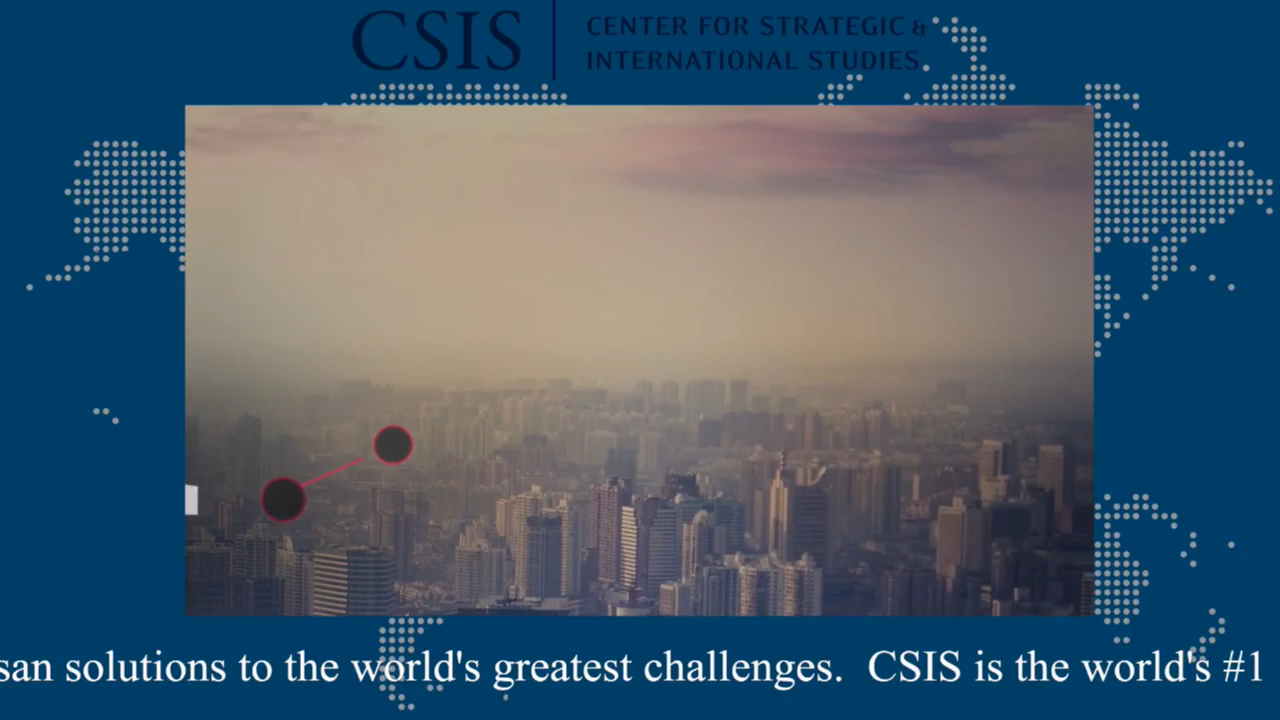 CSIS
CENTER FOR STRATEGIC &
INTERNATIONAL STUDIES
san solutions to the world's greatest challenges.  CSIS is the world's #1